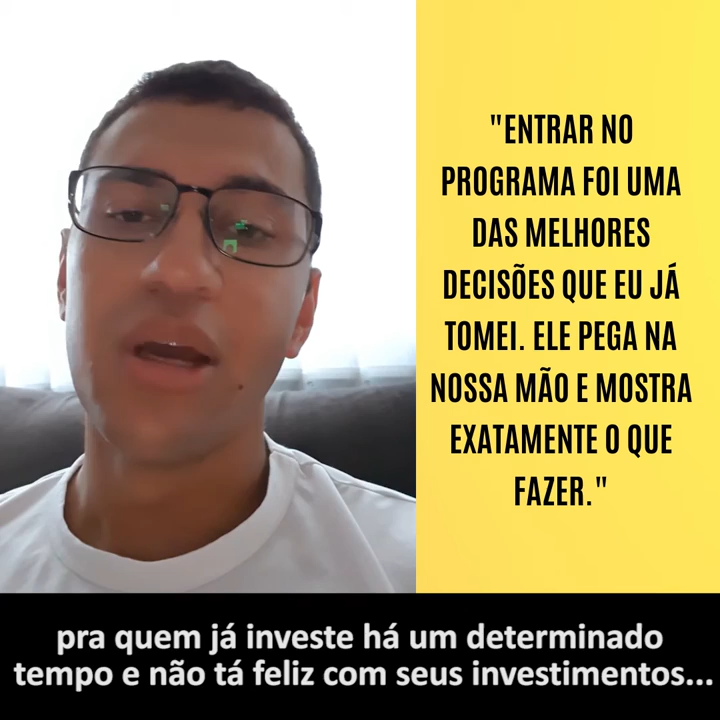 "ENTRAR NO
PROGRAMA FOI UMA
DAS MELHORES
DECISÕES QUE EU JÁ
TOMEI. ELE PEGA NA
NOSSA MÃO E MOSTRA
EXATAMENTE O QUE
FAZER."
pra quem já investe há um determinado
tempo e não tá feliz com seus investimentos...